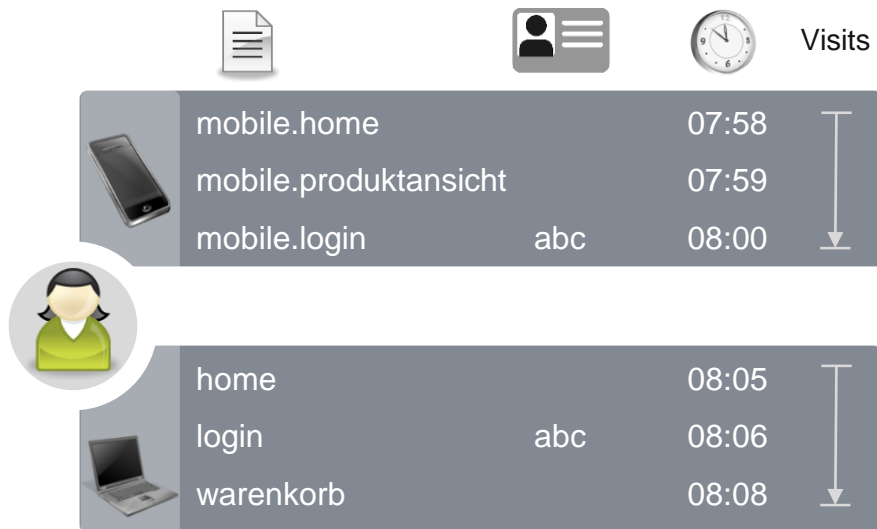 Visits
mobile.home 07:58
mobile.produktansicht 07:59
mobile.login abc 08:00
home 08:05
login abc 08:06
warenkorb 08:08